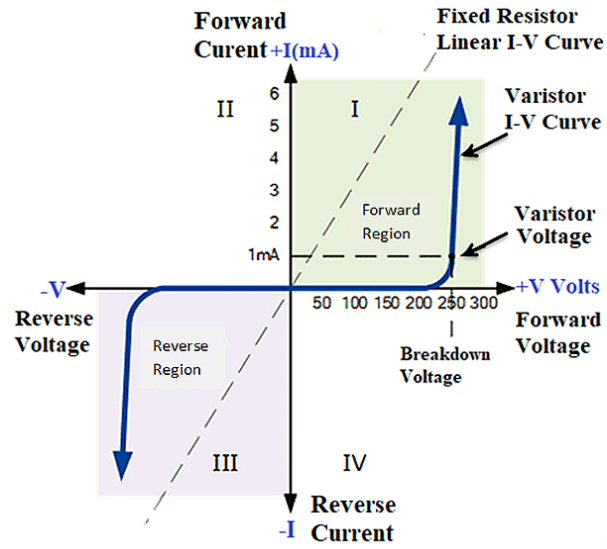 Forward
Curent +I(mA)
Fixed Resistor
Linear I-V Curve
II
I
6
5
4
3
2
1mA
Varistor
I-V Curve
Forward
Region
Varistor
Voltage
-V
Reverse
Voltage
50 100 150 200 250 300
+V Volts
Forward
Voltage
Breakdown
Voltage
Reverse
Region
III
IV
-I
Reverse
Current